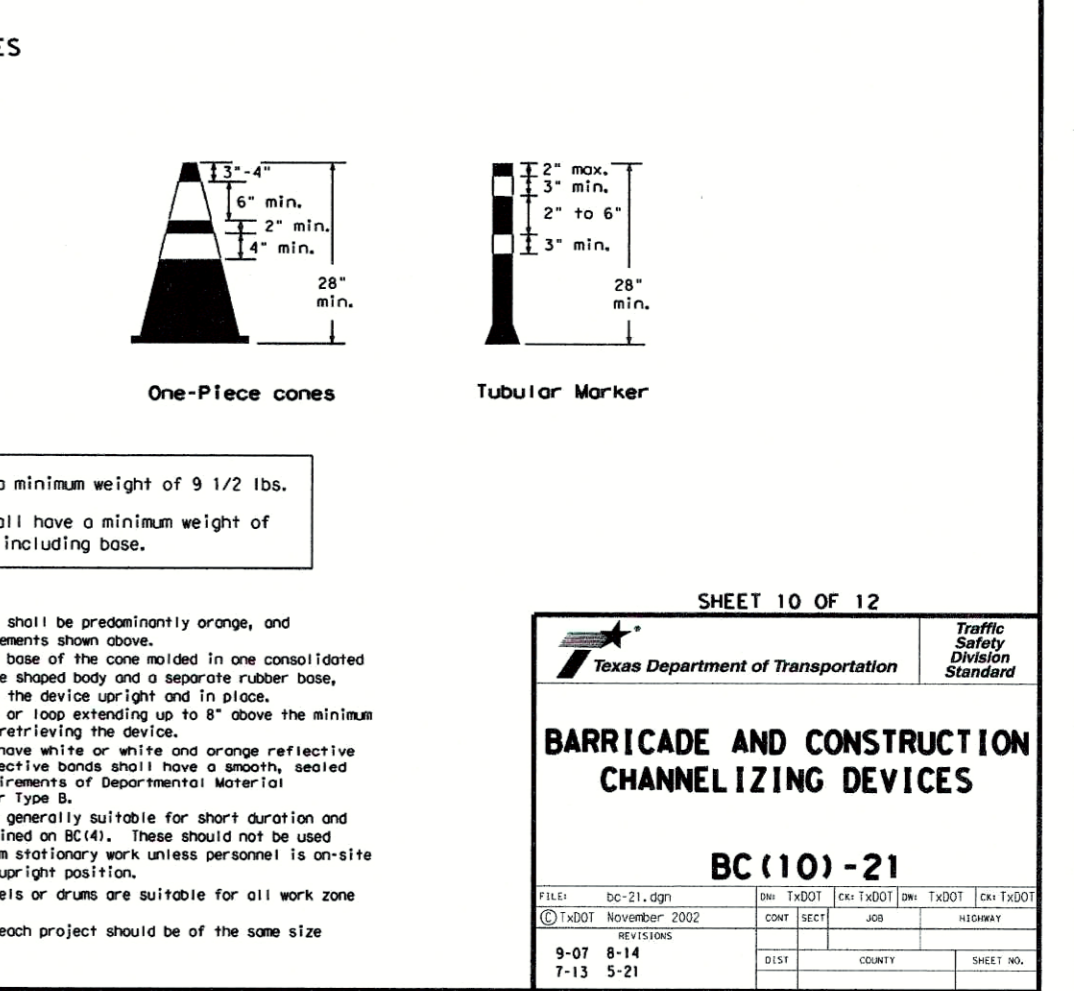 ES
3"-4"
6" min.
2" min.
4" min.
28"
min.
2" max.
3" min.
2" to 6"
3" min.
28"
min.
One-Piece cones
Tubular Marker
minimum weight of 9 1/2 lbs.
all have a minimum weight of
including base.
shall be predominantly orange, and
ements shown above.
base of the cone molded in one consolidated
e shaped body and a separate rubber base,
the device upright and in place.
or loop extending up to 8" above the minimum
retrieving the device.
have white or white and orange reflective
ective bands shall have a smooth, sealed
irements of Departmental Material
r Type B.
generally suitable for short duration and
ined on BC(4). These should not be used
m stationary work unless personnel is on-site
upright position.
els or drums are suitable for all work zone
each project should be of the same size
SHEET 10 OF 12
Texas Department of Transportation
Traffic
Safety
Division
Standard
BARRICADE AND CONSTRUCTION
CHANNELIZING DEVICES
BC(10)-21
FILE: bc-21.dgn DN: TxDOT CK: TxDOT DW: TxDOT CK: TxDOT
© TxDOT November 2002 CONT SECT JOB HIGHWAY
REVISIONS
9-07 8-14
7-13 5-21
DIST COUNTY SHEET NO.